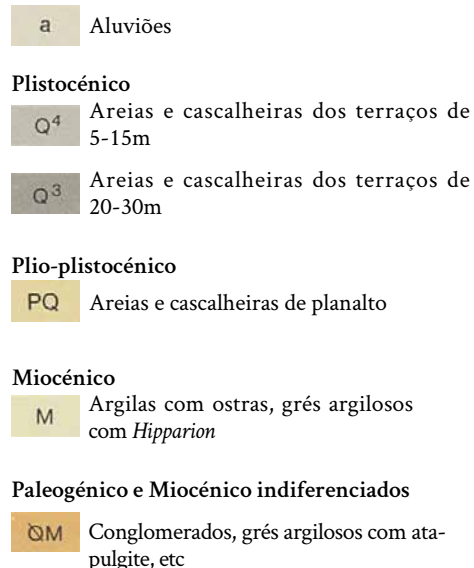 a Aluviões
Plistocénico
Q⁴ Areias e cascalheiras dos terraços de
5-15m
Q³ Areias e cascalheiras dos terraços de
20-30m
Plio-plistocénico
PQ Areias e cascalheiras de planalto
Miocénico
M Argilas com ostras, grés argilosos
com Hipparion
Paleogénico e Miocénico indiferenciados
ØM Conglomerados, grés argilosos com ata-
pulgite, etc